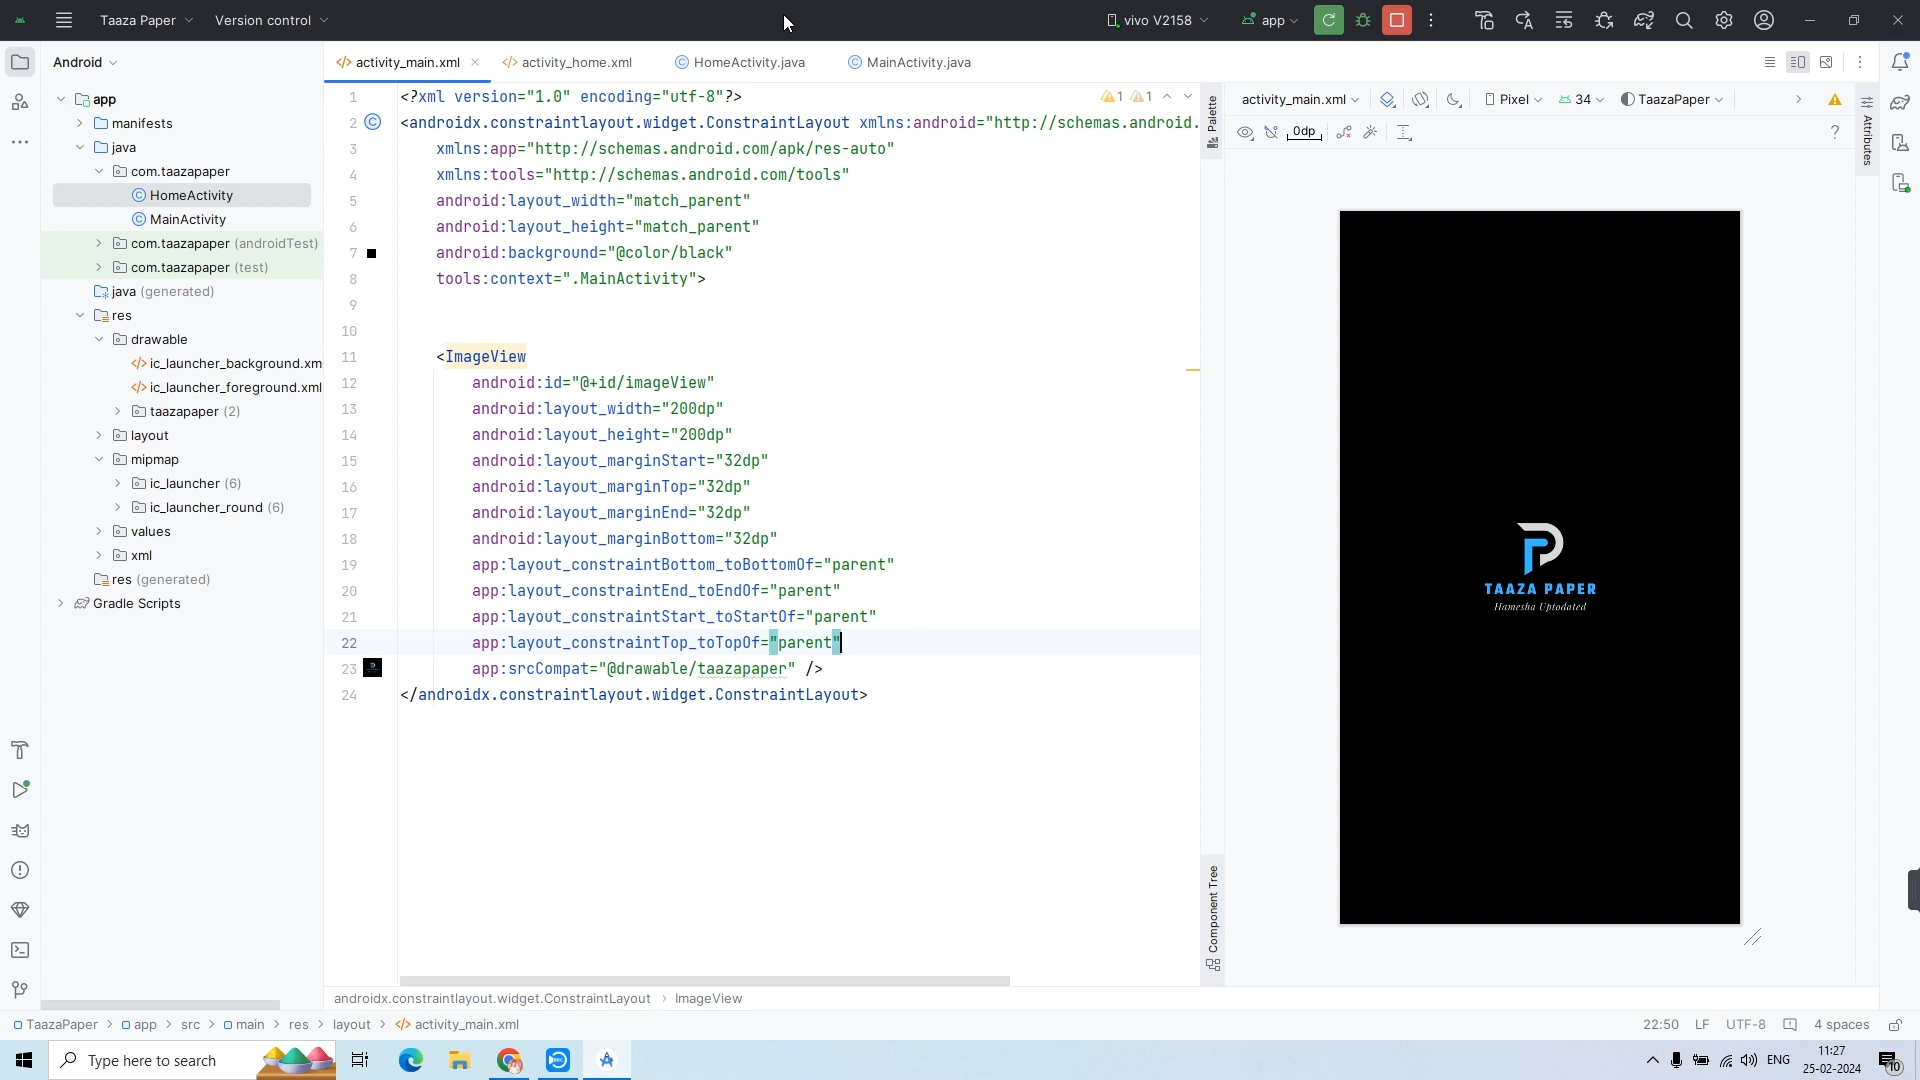 Taaza Paper
Version control
vivo V2158
app
Android
activity_main.xml
activity_home.xml
HomeActivity.java
MainActivity.java
app
manifests
java
com.taazapaper
HomeActivity
MainActivity
com.taazapaper (androidTest)
com.taazapaper (test)
java (generated)
res
drawable
ic_launcher_background.xm
ic_launcher_foreground.xml
taazapaper (2)
layout
mipmap
ic_launcher (6)
ic_launcher_round (6)
values
xml
res (generated)
Gradle Scripts
1 <?xml version="1.0" encoding="utf-8"?>
2 <androidx.constraintlayout.widget.ConstraintLayout xmlns:android="http://schemas.android.
3 xmlns:app="http://schemas.android.com/apk/res-auto"
4 xmlns:tools="http://schemas.android.com/tools"
5 android:layout_width="match_parent"
6 android:layout_height="match_parent"
7 android:background="@color/black"
8 tools:context=".MainActivity">
9
10
11 <ImageView
12 android:id="@+id/imageView"
13 android:layout_width="200dp"
14 android:layout_height="200dp"
15 android:layout_marginStart="32dp"
16 android:layout_marginTop="32dp"
17 android:layout_marginEnd="32dp"
18 android:layout_marginBottom="32dp"
19 app:layout_constraintBottom_toBottomOf="parent"
20 app:layout_constraintEnd_toEndOf="parent"
21 app:layout_constraintStart_toStartOf="parent"
22 app:layout_constraintTop_toTopOf="parent"
23 app:srcCompat="@drawable/taazapaper" />
24 </androidx.constraintlayout.widget.ConstraintLayout>
1 1
Palette
Component Tree
activity_main.xml
Pixel
34
TaazaPaper
0dp
?
Attributes
TAAZA PAPER
Hamesha Uptodated
androidx.constraintlayout.widget.ConstraintLayout > ImageView
TaazaPaper > app > src > main > res > layout > activity_main.xml
22:50 LF UTF-8 4 spaces
Type here to search
ENG
11:27
25-02-2024
10